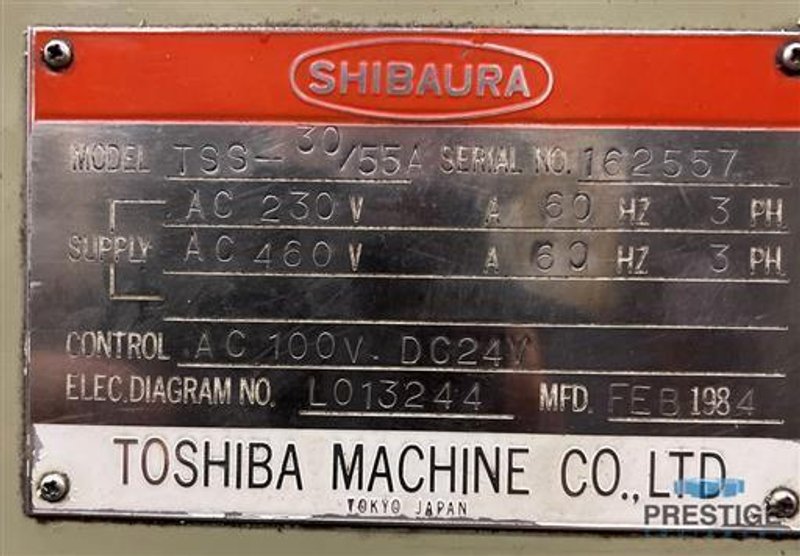 SHIBAURA
MODEL TSS-30/55A SERIAL NO. 162557
AC 230 V A 60 HZ 3 PH
SUPPLY AC 460 V A 60 HZ 3 PH
CONTROL AC 100V. DC24V
ELEC. DIAGRAM NO. L013244 MFD. FEB 1984
TOSHIBA MACHINE CO., LTD.
TOKYO JAPAN
PRESTIGE